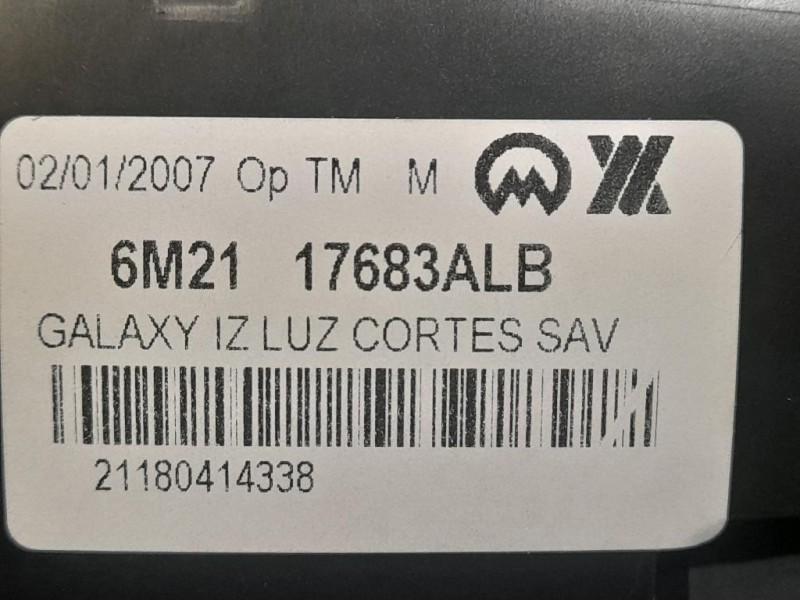 02/01/2007 Op TM M
6M21 17683ALB
GALAXY IZ LUZ CORTES SAV
21180414338